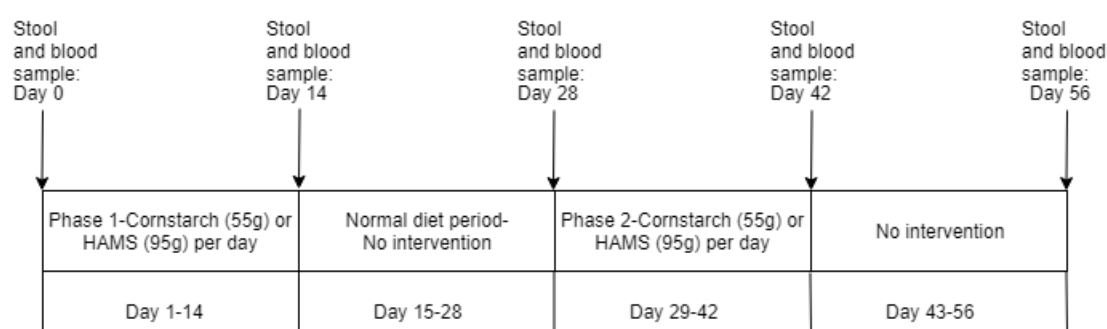 Stool
and blood
sample:
Day 0
Stool
and blood
sample:
Day 14
Stool
and blood
sample:
Day 28
Stool
and blood
sample:
Day 42
Stool
and blood
sample:
Day 56
Phase 1-Cornstarch (55g) or
HAMS (95g) per day
Normal diet period-
No intervention
Phase 2-Cornstarch (55g) or
HAMS (95g) per day
No intervention
Day 1-14
Day 15-28
Day 29-42
Day 43-56